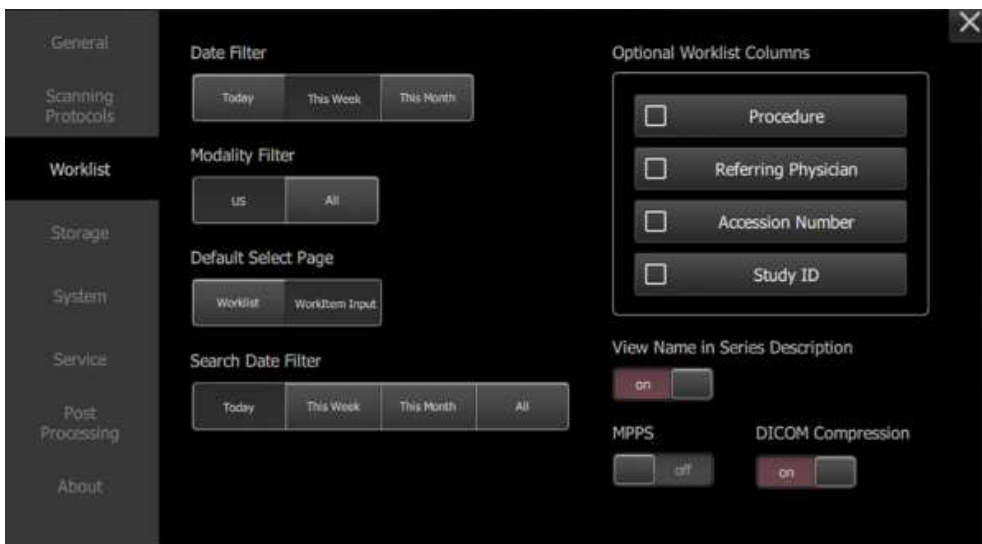 General
Scanning
Protocols
Worklist
Storage
System
Service
Post
Processing
About
Date Filter
Today This Week This Month
Modality Filter
US All
Default Select Page
Worklist WorkItem Input
Search Date Filter
Today This Week This Month All
Optional Worklist Columns
Procedure
Referring Physician
Accession Number
Study ID
View Name in Series Description
on
MPPS DICOM Compression
off on